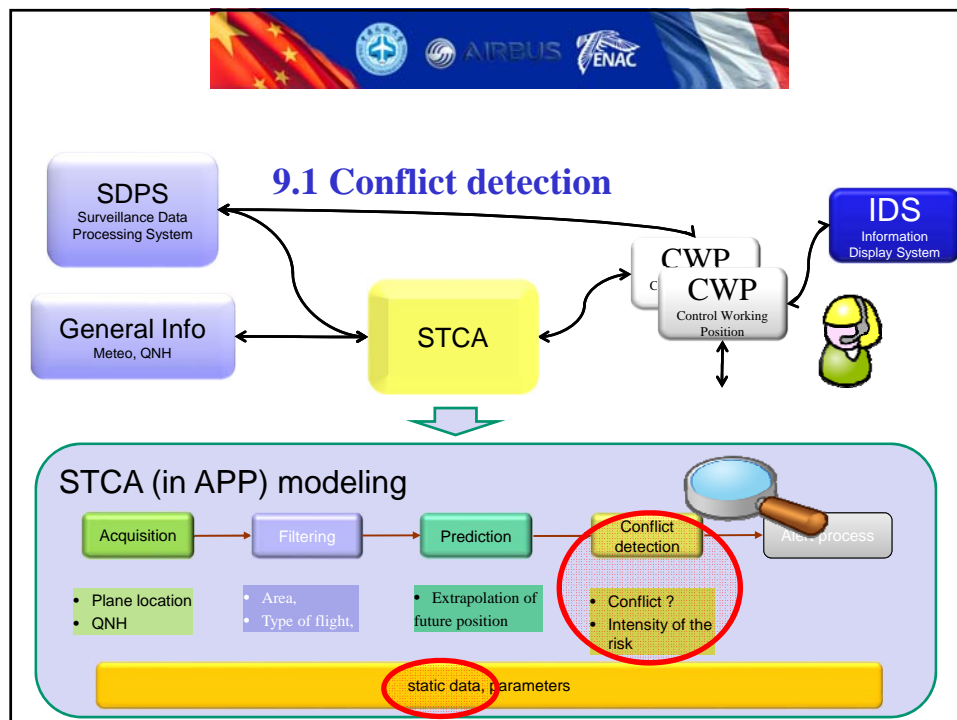 AIRBUS
ENAC
9.1 Conflict detection
SDPS
Surveillance Data
Processing System
General Info
Meteo, QNH
STCA
CWP
C
CWP
Control Working
Position
IDS
Information
Display System
STCA (in APP) modeling
Acquisition
Filtering
Prediction
Conflict
detection
Alert process
• Plane location
• QNH
• Area,
• Type of flight,
• Extrapolation of
future position
• Conflict ?
• Intensity of the
risk
static data, parameters